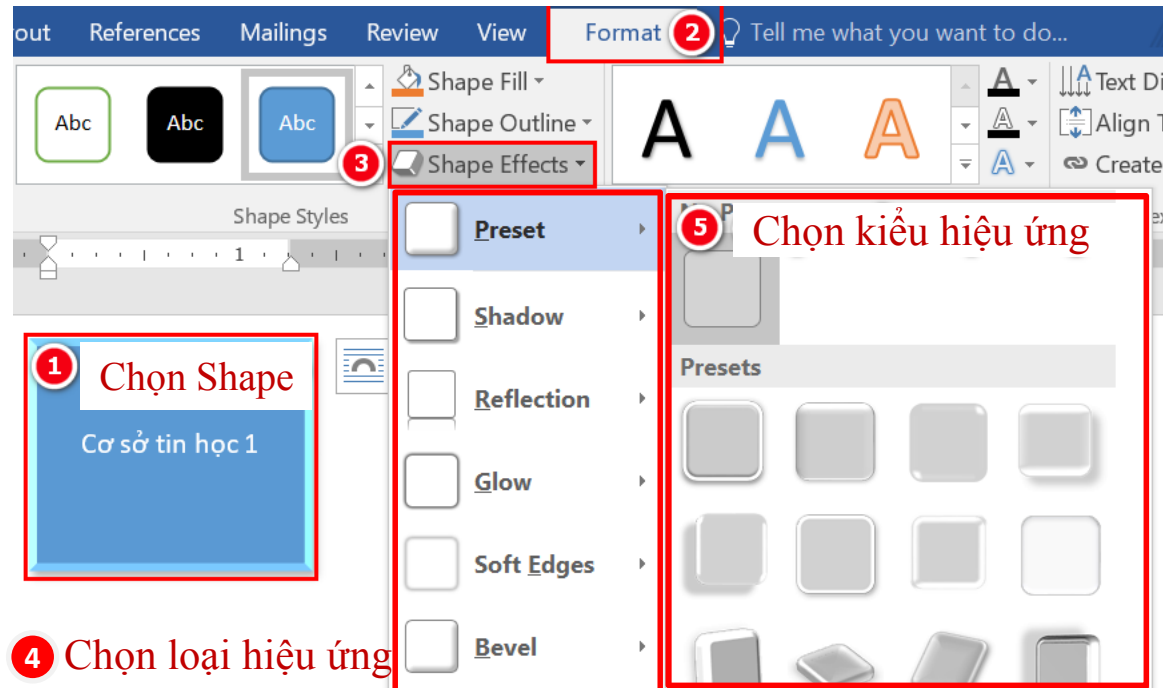 out References Mailings Review View Format 2 Tell me what you want to do...
Abc Abc Abc
Shape Fill
Shape Outline
3 Shape Effects
A A A
A Text Di
A Align T
A Create
Shape Styles
1
1 Chọn Shape
Cơ sở tin học 1
4 Chọn loại hiệu ứng
Preset
Shadow
Reflection
Glow
Soft Edges
Bevel
5 Chọn kiểu hiệu ứng
Presets